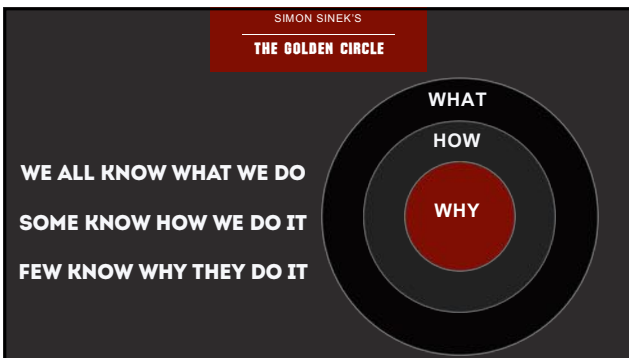 SIMON SINEK'S
THE GOLDEN CIRCLE
WHAT
HOW
WHY
WE ALL KNOW WHAT WE DO
SOME KNOW HOW WE DO IT
FEW KNOW WHY THEY DO IT